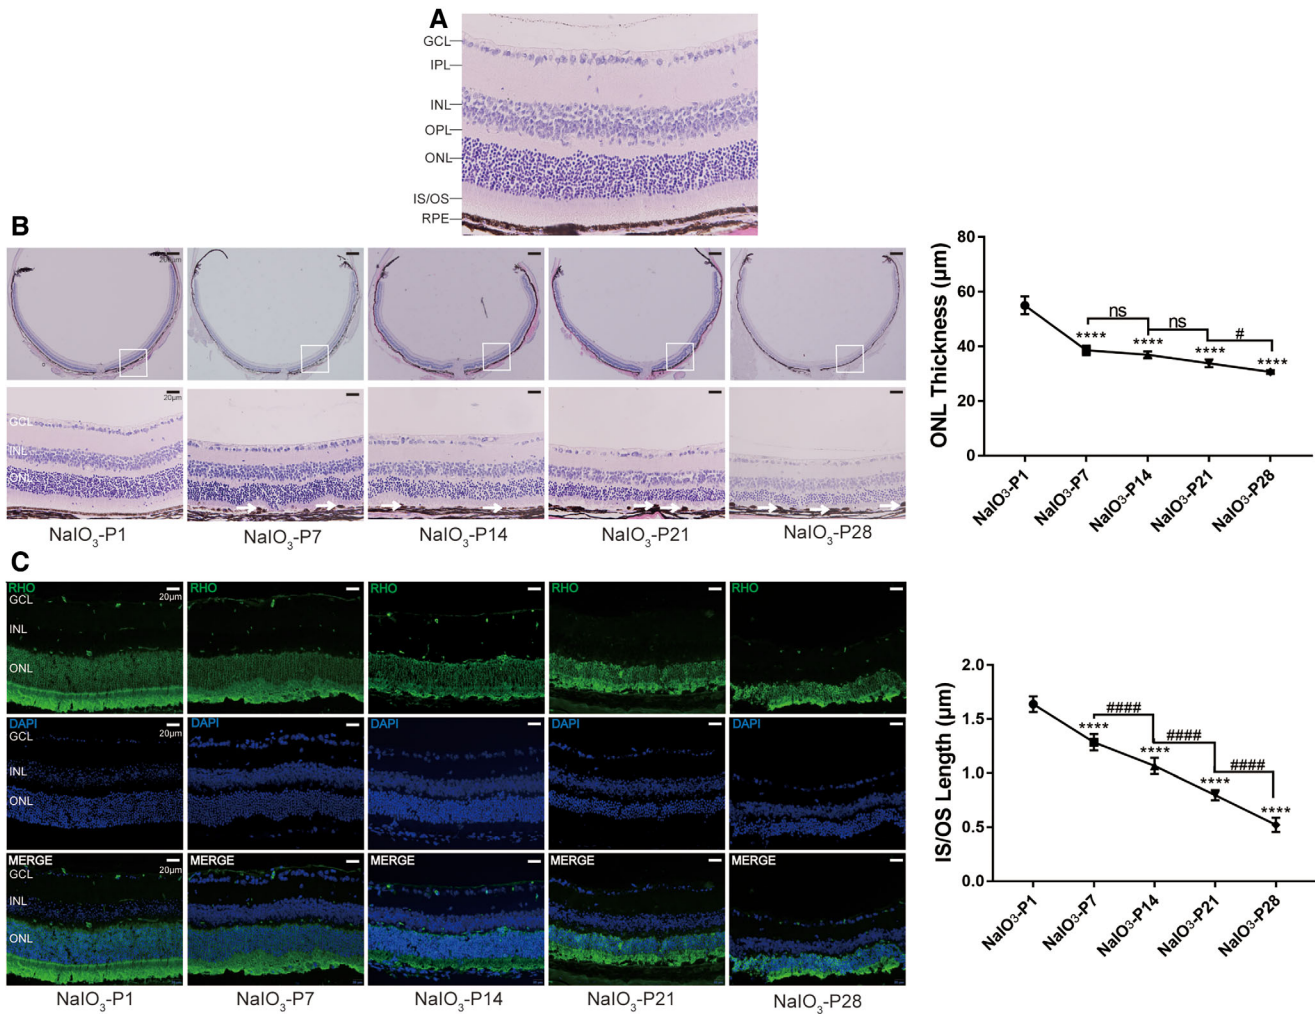 A
GCL
IPL
INL
OPL
ONL
IS/OS
RPE
B
20µm
GCL
INL
ONL
NaIO3-P1
NaIO3-P7
NaIO3-P14
NaIO3-P21
NaIO3-P28
ONL Thickness (µm)
80
60
40
20
0
ns
ns
#
****
****
****
****
NaIO3-P1
NaIO3-P7
NaIO3-P14
NaIO3-P21
NaIO3-P28
C
RHO
RHO
RHO
RHO
RHO
20µm
GCL
INL
ONL
DAPI
DAPI
DAPI
DAPI
DAPI
20µm
GCL
INL
ONL
MERGE
MERGE
MERGE
MERGE
MERGE
20µm
GCL
INL
ONL
NaIO3-P1
NaIO3-P7
NaIO3-P14
NaIO3-P21
NaIO3-P28
IS/OS Length (µm)
2.0
1.5
1.0
0.5
0.0
####
####
####
****
****
****
****
NaIO3-P1
NaIO3-P7
NaIO3-P14
NaIO3-P21
NaIO3-P28